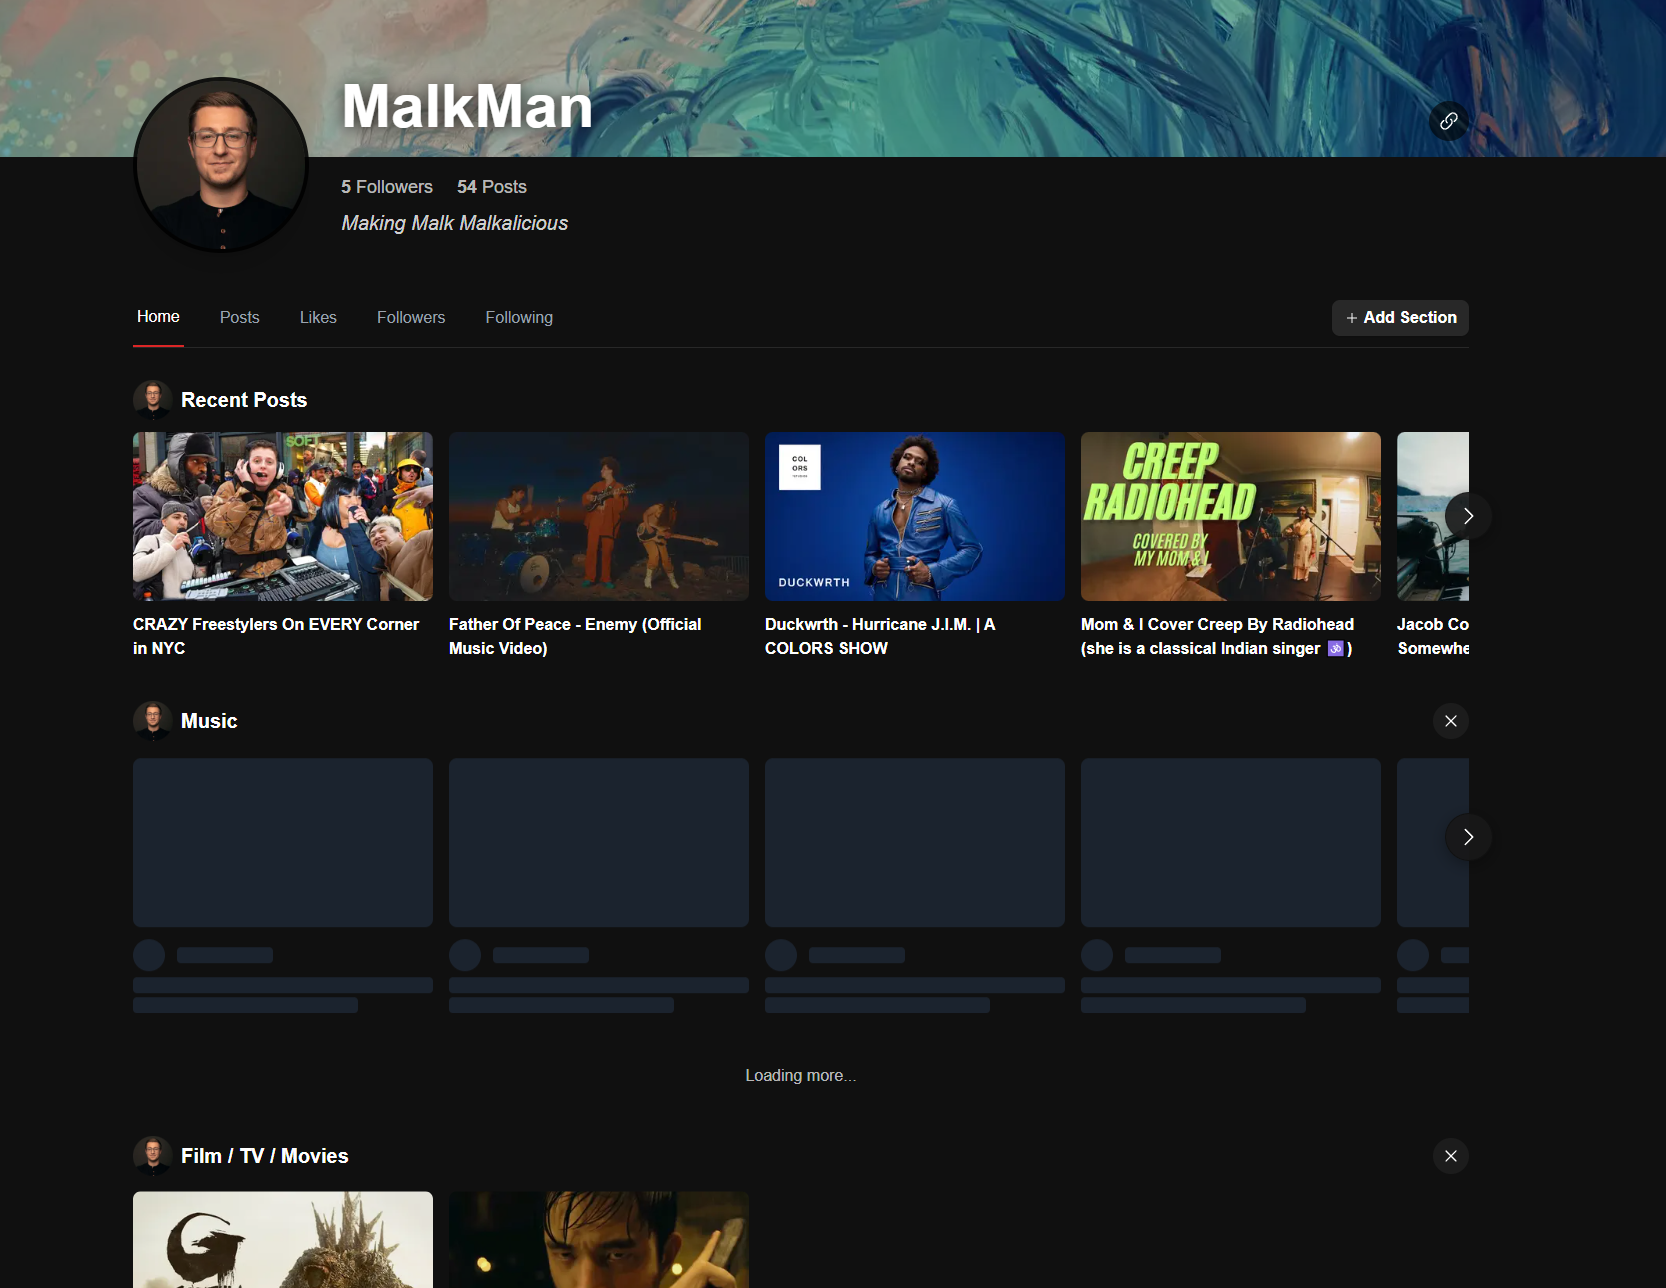 MalkMan
5 Followers 54 Posts
Making Malk Malkalicious
Home Posts Likes Followers Following
+ Add Section
Recent Posts
SOFT
COL
ORS
DUCKWRTH
CREEP
RADIOHEAD
COVERED BY
MY MOM & I
CRAZY Freestylers On EVERY Corner
in NYC
Father Of Peace - Enemy (Official
Music Video)
Duckwrth - Hurricane J.I.M. | A
COLORS SHOW
Mom & I Cover Creep By Radiohead
(she is a classical Indian singer 🕉️ )
Jacob Co
Somewhe
Music
Loading more...
Film / TV / Movies